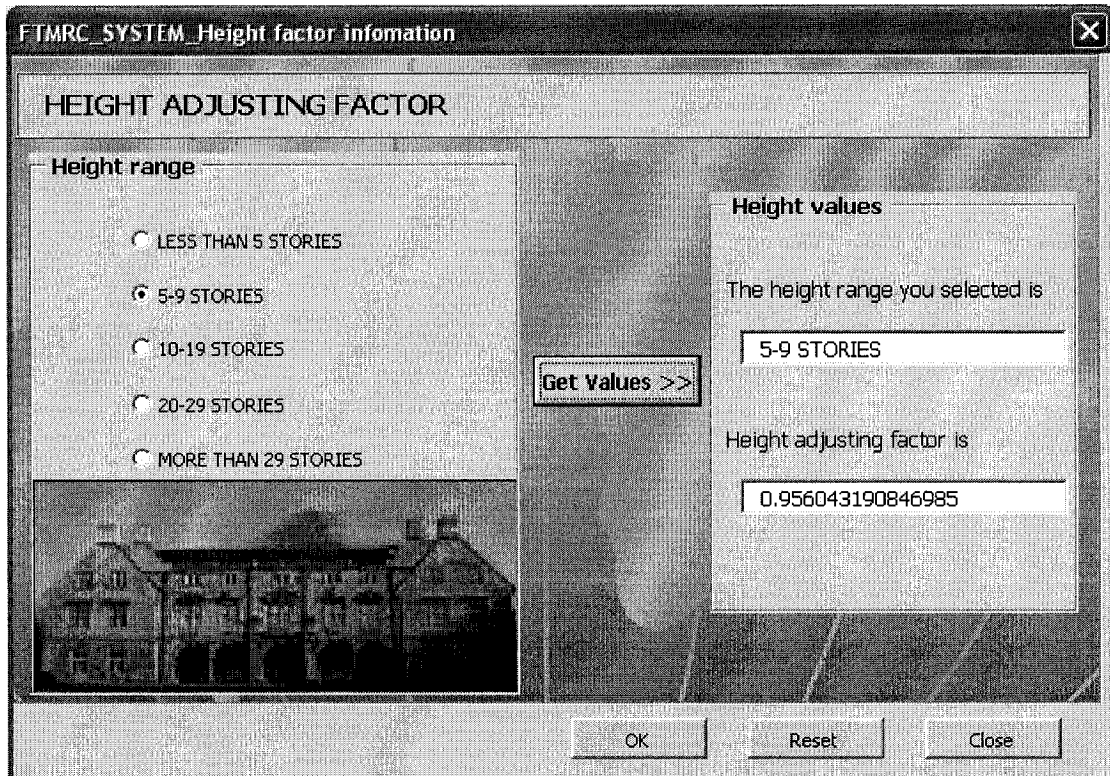 FTMRC_SYSTEM_Height factor infomation
HEIGHT ADJUSTING FACTOR
Height range
LESS THAN 5 STORIES
5-9 STORIES
10-19 STORIES
20-29 STORIES
MORE THAN 29 STORIES
Get Values >>
Height values
The height range you selected is
5-9 STORIES
Height adjusting factor is
0.956043190846985
OK
Reset
Close